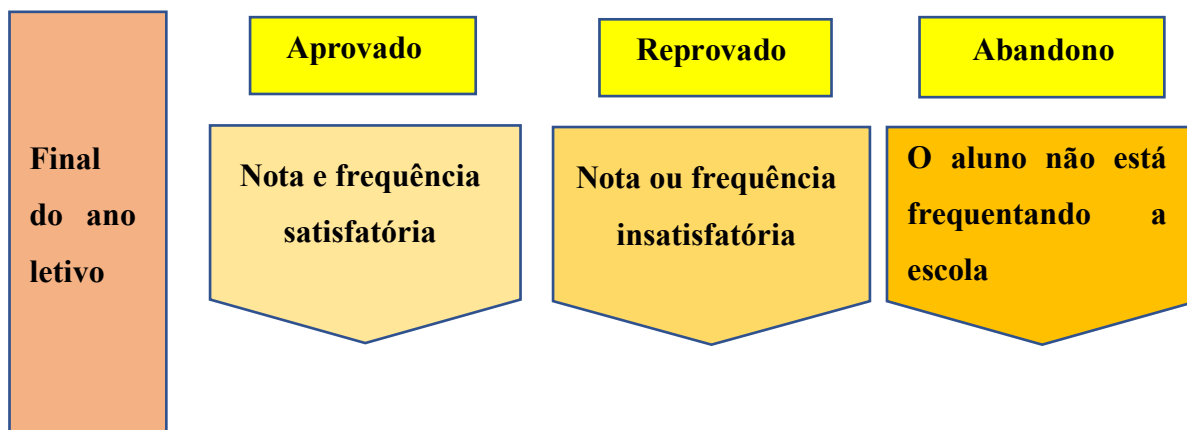 Final
do ano
letivo
Aprovado
Nota e frequência
satisfatória
Reprovado
Nota ou frequência
insatisfatória
Abandono
O aluno não está
frequentando a
escola